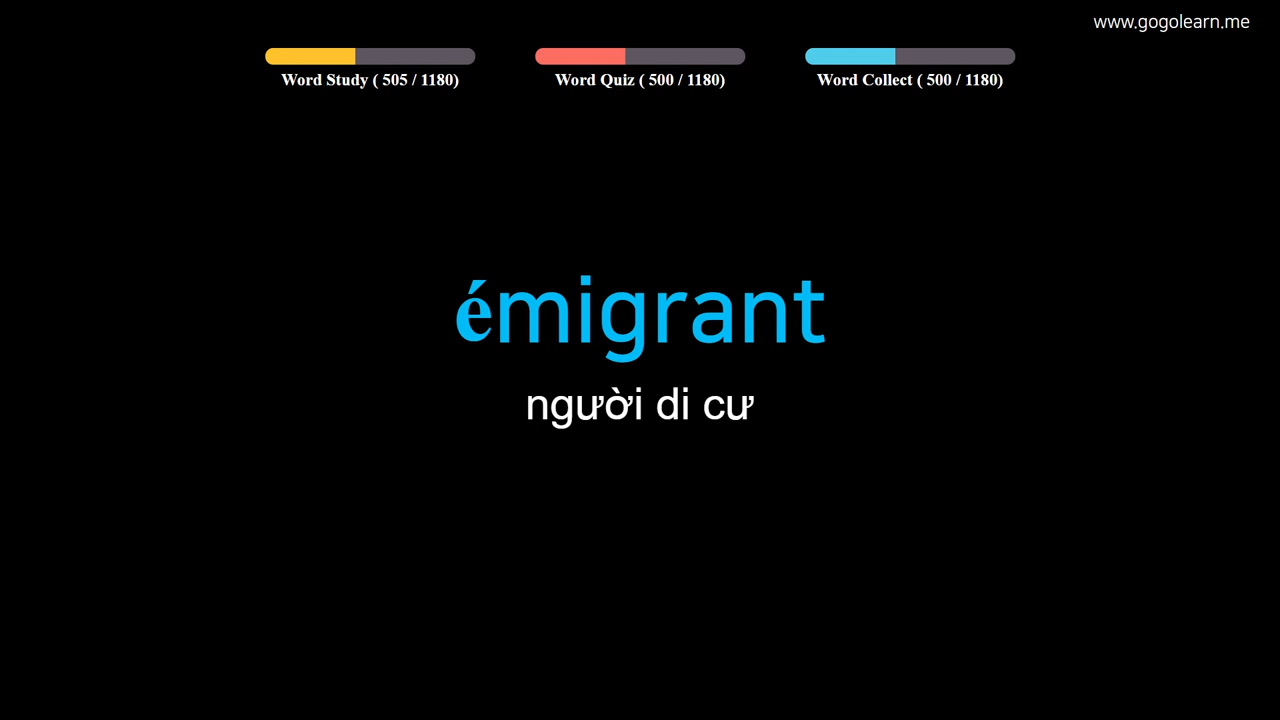 www.gogolearn.me
Word Study ( 505 / 1180)
Word Quiz ( 500 / 1180)
Word Collect ( 500 / 1180)
émigrant
người di cư